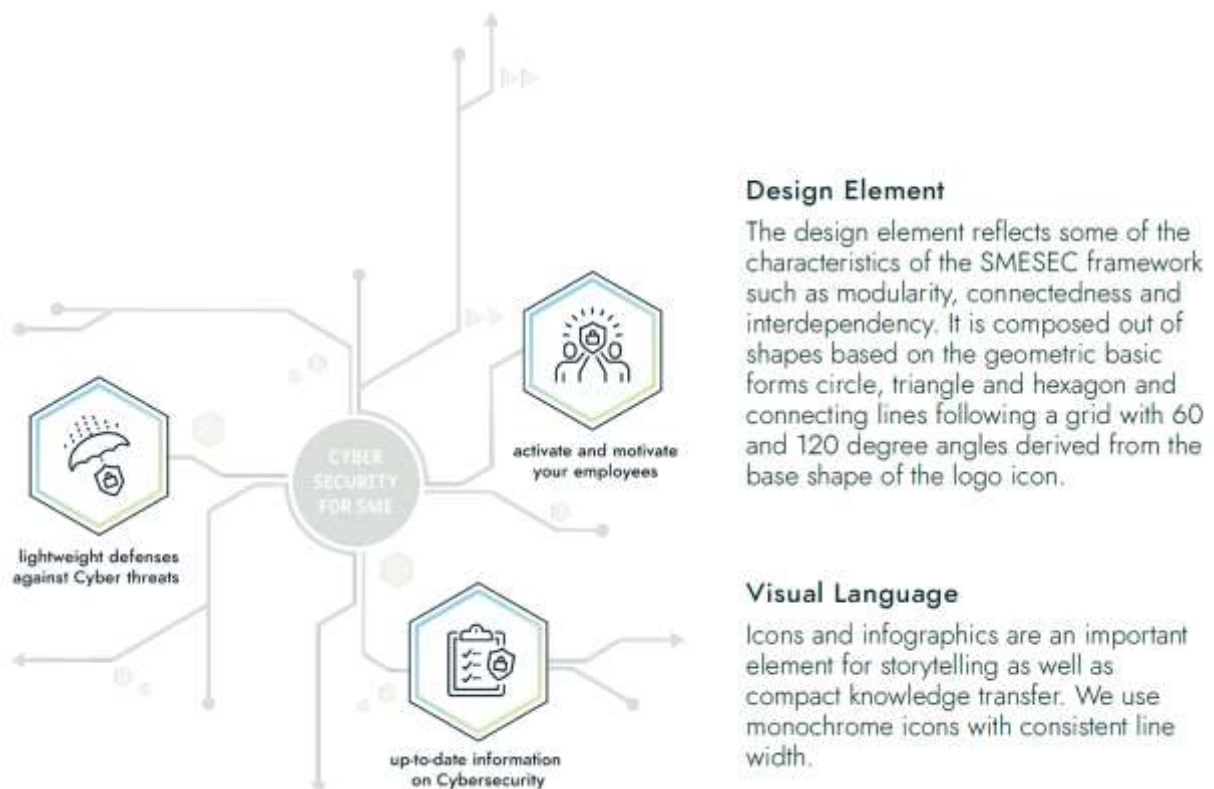 CYBER
SECURITY
FOR SME
activate and motivate
your employees
lightweight defenses
against Cyber threats
up-to-date information
on Cybersecurity
Design Element
The design element reflects some of the
characteristics of the SMESEC framework
such as modularity, connectedness and
interdependency. It is composed out of
shapes based on the geometric basic
forms circle, triangle and hexagon and
connecting lines following a grid with 60
and 120 degree angles derived from the
base shape of the logo icon.
Visual Language
Icons and infographics are an important
element for storytelling as well as
compact knowledge transfer. We use
monochrome icons with consistent line
width.